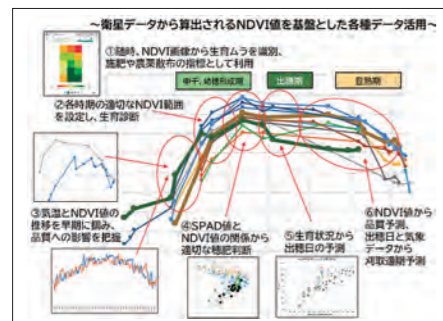 ～衛星データから算出されるNDVI値を基盤とした各種データ活用～
①随時、NDVI画像から生育ムラを識別、
施肥や農薬散布の指標として利用
中干、幼穂形成期
出穂期
登熟期
②各時期の適切なNDVI範囲
を設定し、生育診断
③気温とNDVI値の
推移を早期に掴み、
品質への影響を把握
④SPAD値と
NDVI値の関係から
適切な穂肥判断
⑤生育状況から
出穂日の予測
⑥NDVI値から
品質予測、
出穂日と気象
データから
刈取適期予測